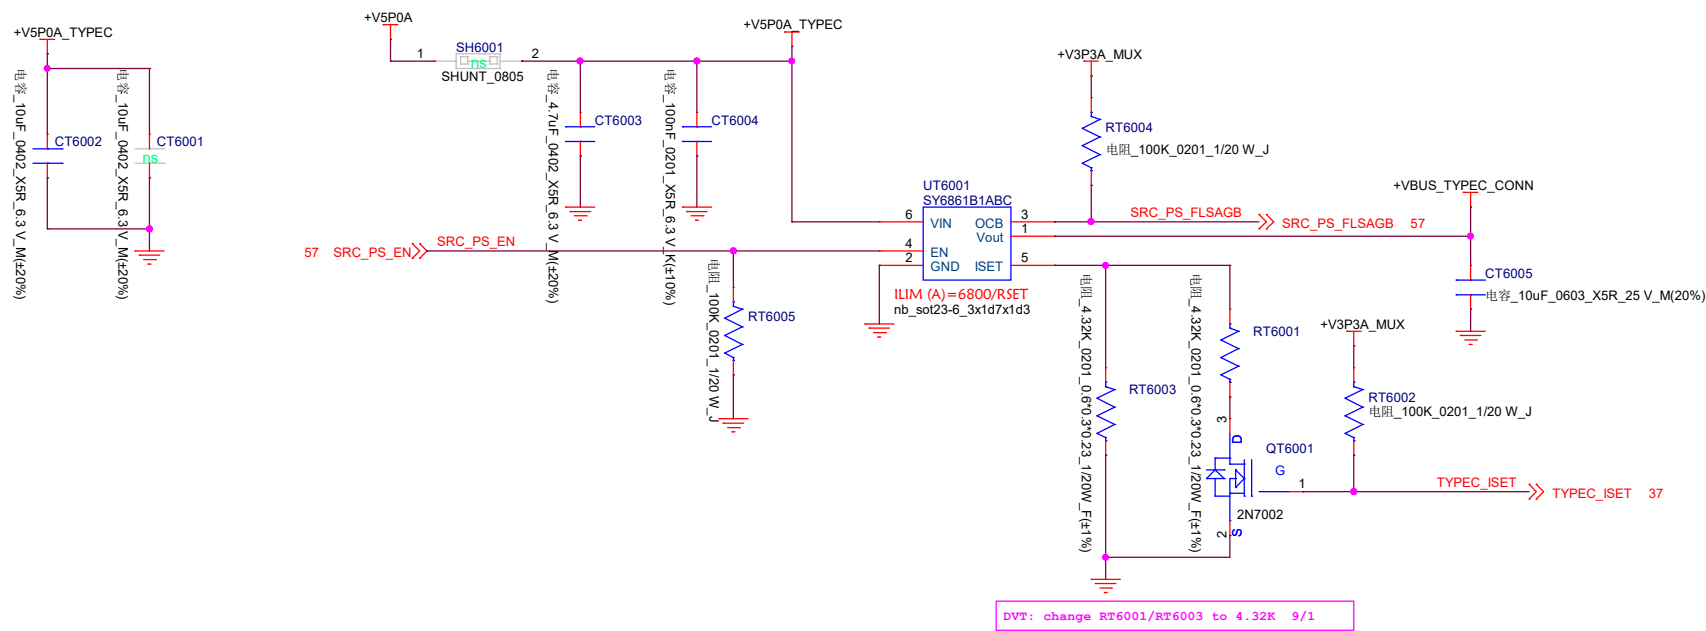 +V5P0A_TYPEC
电容_10uF_0402_X5R_6.3 V_M(±20%)
CT6002
电容_10uF_0402_X5R_6.3 V_M(±20%)
CT6001
ns
+V5P0A
1
SH6001
ns
2
SHUNT_0805
+V5P0A_TYPEC
电容_4.7uF_0402_X5R_6.3 V_M(±20%)
CT6003
电容_100nF_0201_X5R_6.3 V_K(±10%)
CT6004
57 SRC_PS_EN
SRC_PS_EN
电阻_100K_0201_1/20 W_J
RT6005
UT6001
SY6861B1ABC
6 VIN
4 EN
2 GND
OCB 3
Vout 1
ISET 5
ILIM (A)=6800/RSET
nb_sot23-6_3x1d7x1d3
+V3P3A_MUX
RT6004
电阻_100K_0201_1/20 W_J
SRC_PS_FLSAGB
SRC_PS_FLSAGB 57
+VBUS_TYPEC_CONN
CT6005
电容_10uF_0603_X5R_25 V_M(20%)
电阻_4.32K_0201_0.6*0.3*0.23_1/20W_F(±1%)
RT6003
电阻_4.32K_0201_0.6*0.3*0.23_1/20W_F(±1%)
RT6001
+V3P3A_MUX
RT6002
电阻_100K_0201_1/20 W_J
3
D
QT6001
G
1
2N7002
2
S
TYPEC_ISET
TYPEC_ISET 37
DVT: change RT6001/RT6003 to 4.32K 9/1